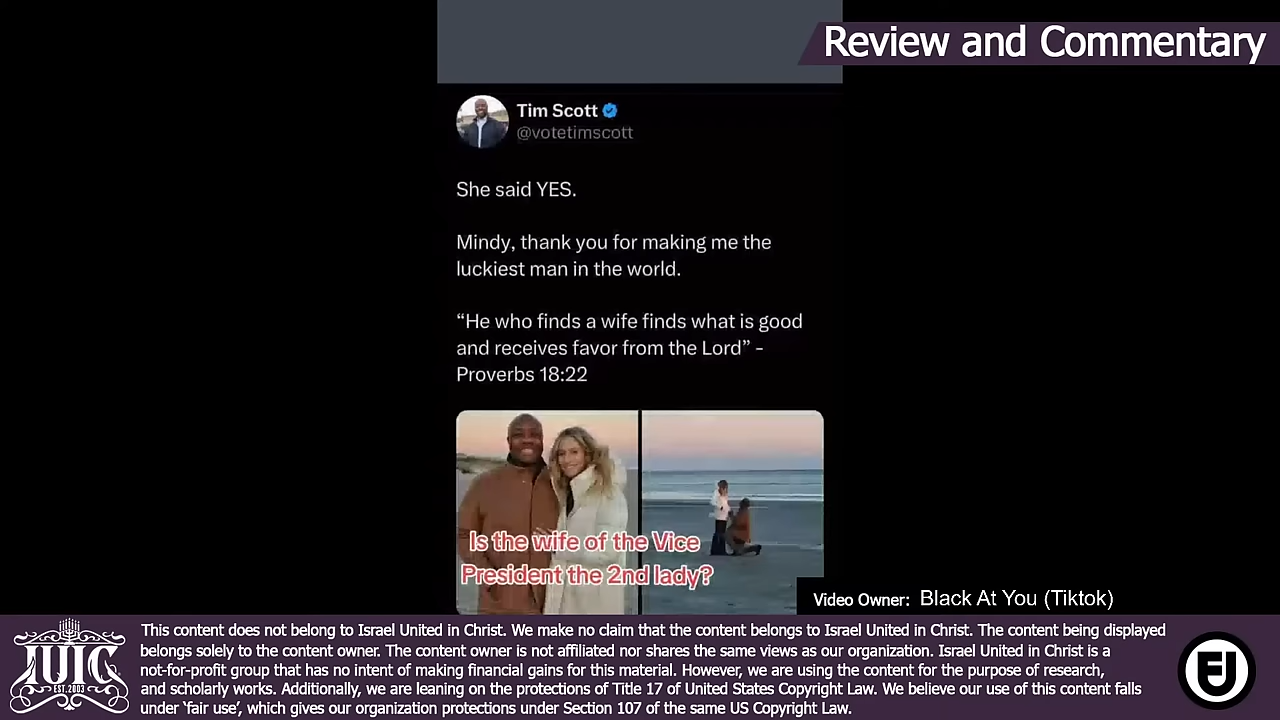 Review and Commentary
Tim Scott
@votetimscott
She said YES.
Mindy, thank you for making me the
luckiest man in the world.
“He who finds a wife finds what is good
and receives favor from the Lord” -
Proverbs 18:22
Is the wife of the Vice
President the 2nd lady?
Video Owner: Black At You (Tiktok)
This content does not belong to Israel United in Christ. We make no claim that the content belongs to Israel United in Christ. The content being displayed
belongs solely to the content owner. The content owner is not affiliated nor shares the same views as our organization. Israel United in Christ is a
not-for-profit group that has no intent of making financial gains for this material. However, we are using the content for the purpose of research,
and scholarly works. Additionally, we are leaning on the protections of Title 17 of United States Copyright Law. We believe our use of this content falls
under ‘fair use’, which gives our organization protections under Section 107 of the same US Copyright Law.
IUIC
EST. 2003